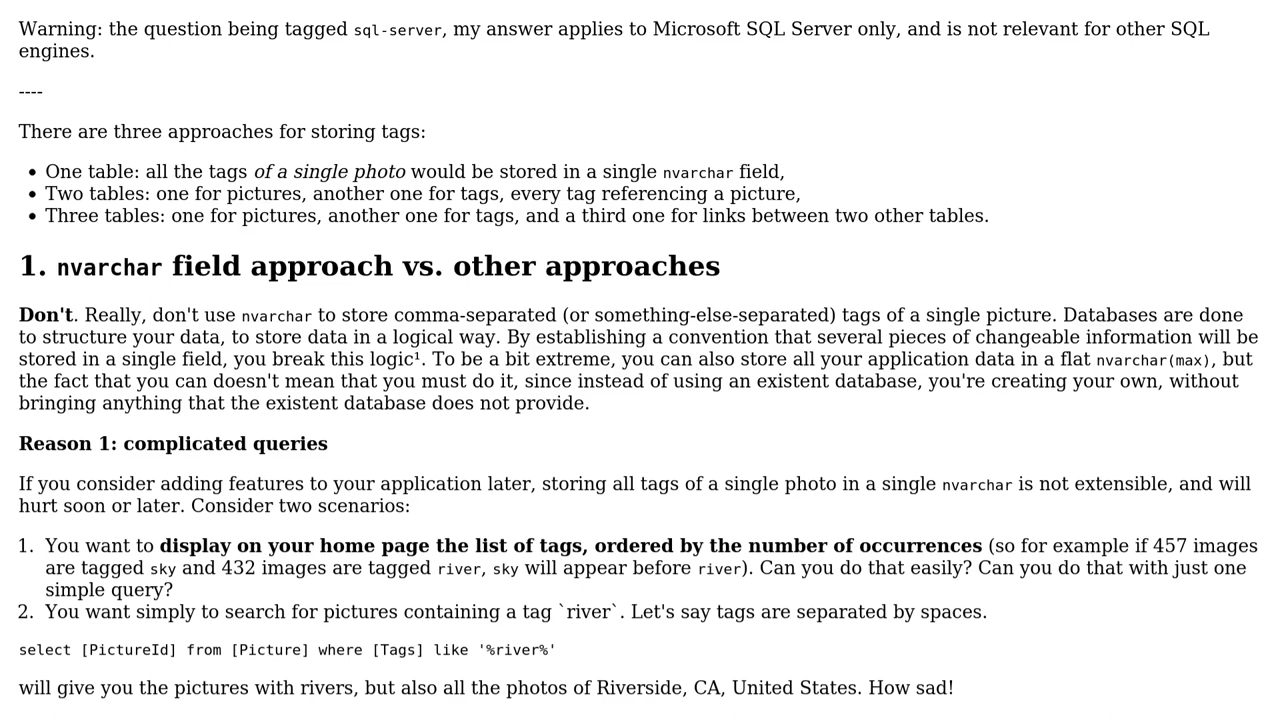 Warning: the question being tagged sql-server, my answer applies to Microsoft SQL Server only, and is not relevant for other SQL
engines.
----
There are three approaches for storing tags:
• One table: all the tags of a single photo would be stored in a single nvarchar field,
• Two tables: one for pictures, another one for tags, every tag referencing a picture,
• Three tables: one for pictures, another one for tags, and a third one for links between two other tables.
1. nvarchar field approach vs. other approaches
Don't. Really, don't use nvarchar to store comma-separated (or something-else-separated) tags of a single picture. Databases are done
to structure your data, to store data in a logical way. By establishing a convention that several pieces of changeable information will be
stored in a single field, you break this logic¹. To be a bit extreme, you can also store all your application data in a flat nvarchar(max), but
the fact that you can doesn't mean that you must do it, since instead of using an existent database, you're creating your own, without
bringing anything that the existent database does not provide.
Reason 1: complicated queries
If you consider adding features to your application later, storing all tags of a single photo in a single nvarchar is not extensible, and will
hurt soon or later. Consider two scenarios:
1. You want to display on your home page the list of tags, ordered by the number of occurrences (so for example if 457 images
are tagged sky and 432 images are tagged river, sky will appear before river). Can you do that easily? Can you do that with just one
simple query?
2. You want simply to search for pictures containing a tag `river`. Let's say tags are separated by spaces.
select [PictureId] from [Picture] where [Tags] like '%river%'
will give you the pictures with rivers, but also all the photos of Riverside, CA, United States. How sad!